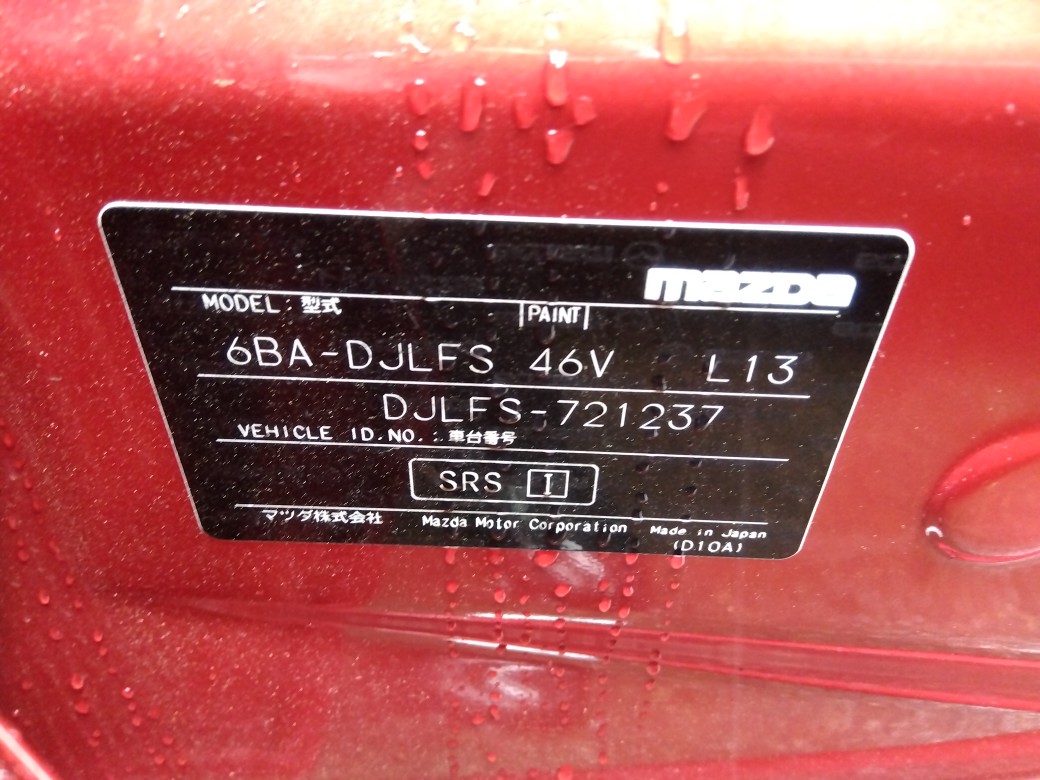 mazda
MODEL : 型式 PAINT
6BA-DJLFS 46V L13
DJLFS-721237
VEHICLE ID.NO. : 車台番号
SRS I
マツダ株式会社 Mazda Motor Corporation Made in Japan
(D10A)